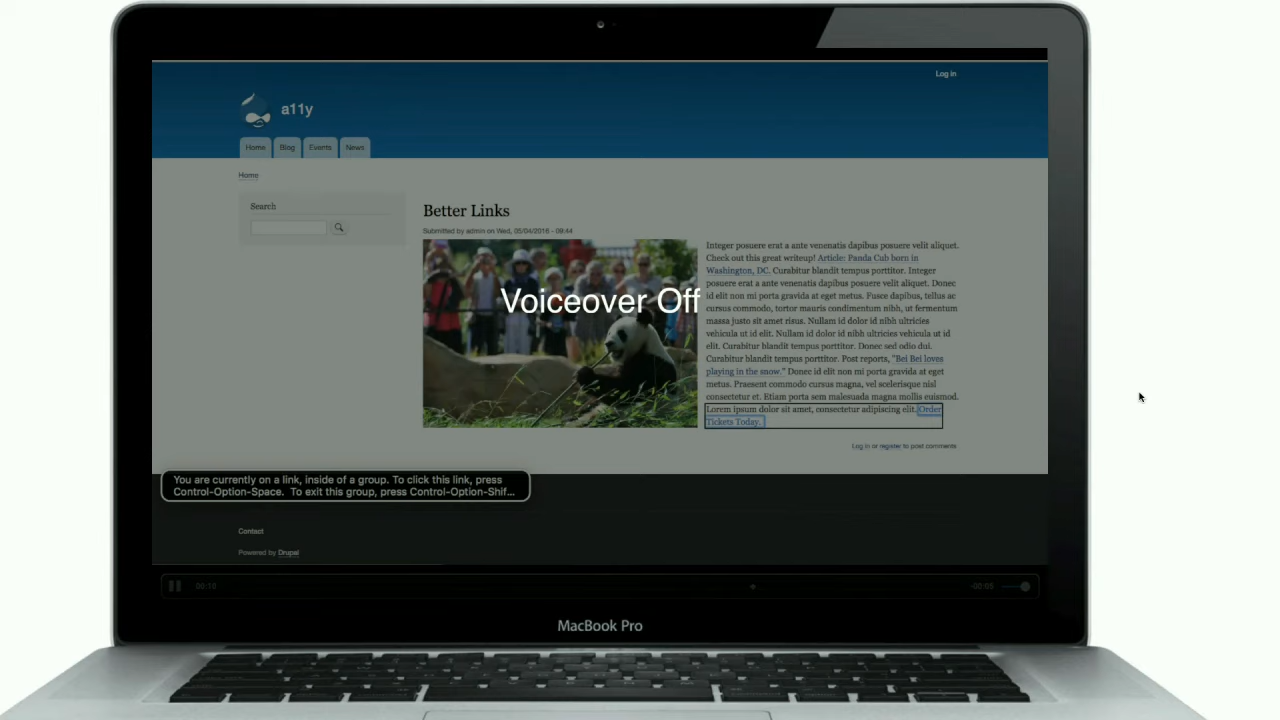 Log in
a11y
Home Blog Events News
Home
Search
Better Links
Submitted by admin on Wed, 05/04/2016 - 09:44
Integer posuere erat a ante venenatis dapibus posuere velit aliquet.
Check out this great writeup! Article: Panda Cub born in
Washington, DC. Curabitur blandit tempus porttitor. Integer
posuere erat a ante venenatis dapibus posuere velit aliquet. Donec
id elit non mi porta gravida at eget metus. Fusce dapibus, tellus ac
cursus commodo, tortor mauris condimentum nibh, ut fermentum
massa justo sit amet risus. Nullam id dolor id nibh ultricies
vehicula ut id elit. Nullam id dolor id nibh ultricies vehicula ut id
elit. Curabitur blandit tempus porttitor. Donec sed odio dui.
Curabitur blandit tempus porttitor. Post reports, "Bei Bei loves
playing in the snow." Donec id elit non mi porta gravida at eget
metus. Praesent commodo cursus magna, vel scelerisque nisl
consectetur et. Etiam porta sem malesuada magna mollis euismod.
Lorem ipsum dolor sit amet, consectetur adipiscing elit. Order
Tickets Today.
Voiceover Off
Log in or register to post comments
You are currently on a link, inside of a group. To click this link, press
Control-Option-Space. To exit this group, press Control-Option-Shif...
Contact
Powered by Drupal
00:10 -00:05
MacBook Pro